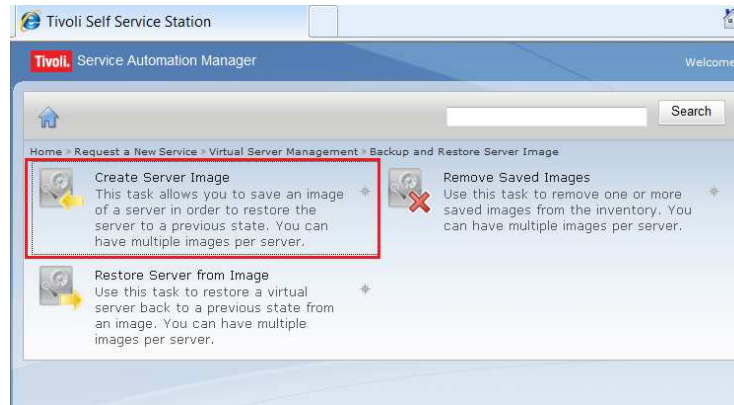 Tivoli Self Service Station
Tivoli. Service Automation Manager
Welcome
Search
Home » Request a New Service » Virtual Server Management » Backup and Restore Server Image
Create Server Image
This task allows you to save an image
of a server in order to restore the
server to a previous state. You can
have multiple images per server.
Remove Saved Images
Use this task to remove one or more
saved images from the inventory. You
can have multiple images per server.
Restore Server from Image
Use this task to restore a virtual
server back to a previous state from
an image. You can have multiple
images per server.